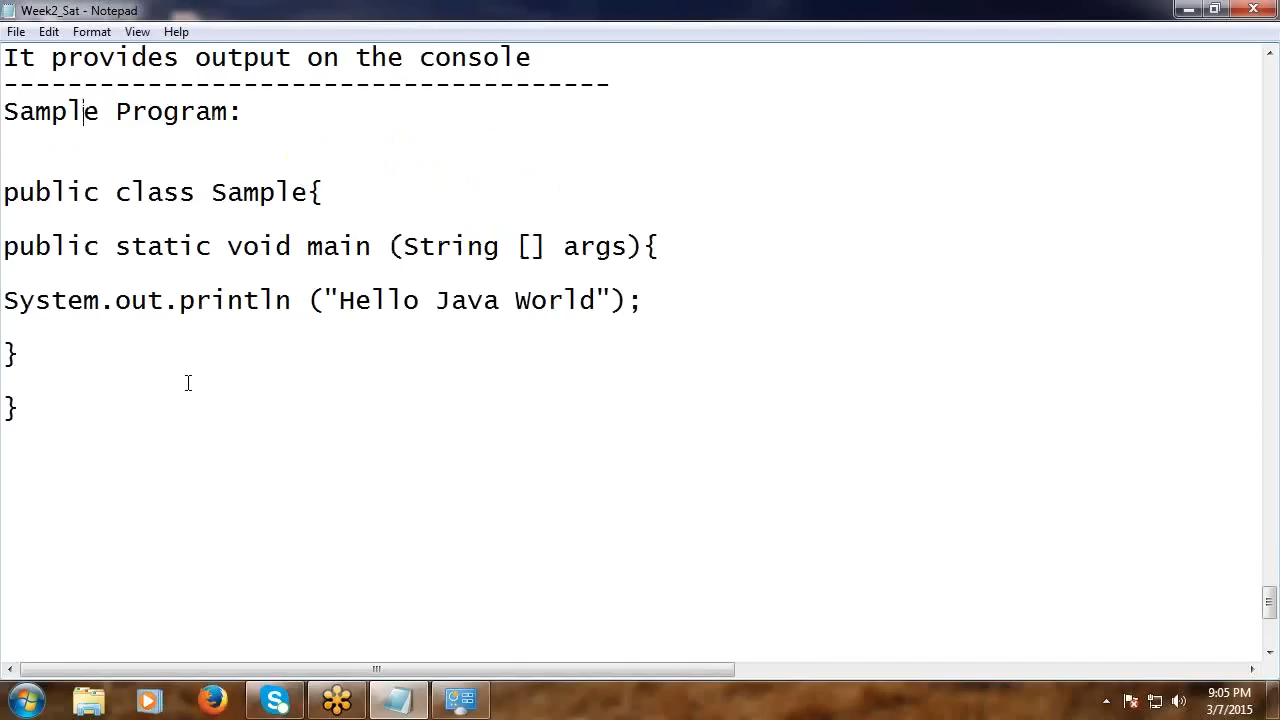 Week2_Sat - Notepad
File Edit Format View Help
It provides output on the console
---------------------------------------
Sample Program:
public class Sample{
public static void main (String [] args){
System.out.println ("Hello Java World");
}
}
9:05 PM
3/7/2015